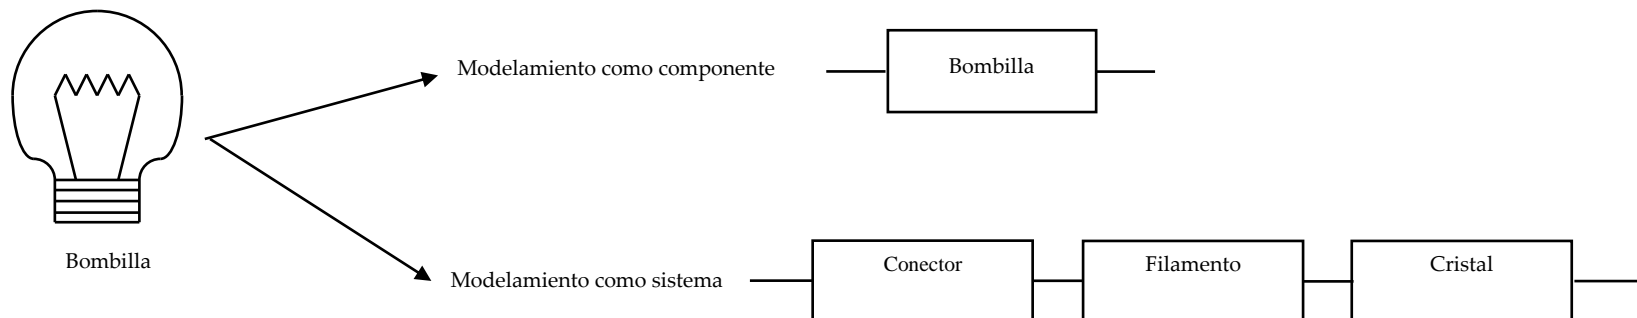 Modelamiento como componente
Bombilla
Bombilla
Modelamiento como sistema
Conector
Filamento
Cristal